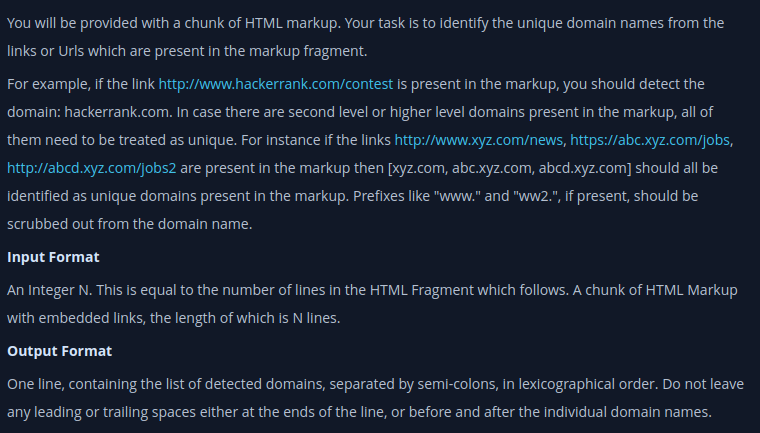 You will be provided with a chunk of HTML markup. Your task is to identify the unique domain names from the
links or Urls which are present in the markup fragment.
For example, if the link http://www.hackerrank.com/contest is present in the markup, you should detect the
domain: hackerrank.com. In case there are second level or higher level domains present in the markup, all of
them need to be treated as unique. For instance if the links http://www.xyz.com/news, https://abc.xyz.com/jobs,
http://abcd.xyz.com/jobs2 are present in the markup then [xyz.com, abc.xyz.com, abcd.xyz.com] should all be
identified as unique domains present in the markup. Prefixes like "www." and "ww2.", if present, should be
scrubbed out from the domain name.
Input Format
An Integer N. This is equal to the number of lines in the HTML Fragment which follows. A chunk of HTML Markup
with embedded links, the length of which is N lines.
Output Format
One line, containing the list of detected domains, separated by semi-colons, in lexicographical order. Do not leave
any leading or trailing spaces either at the ends of the line, or before and after the individual domain names.